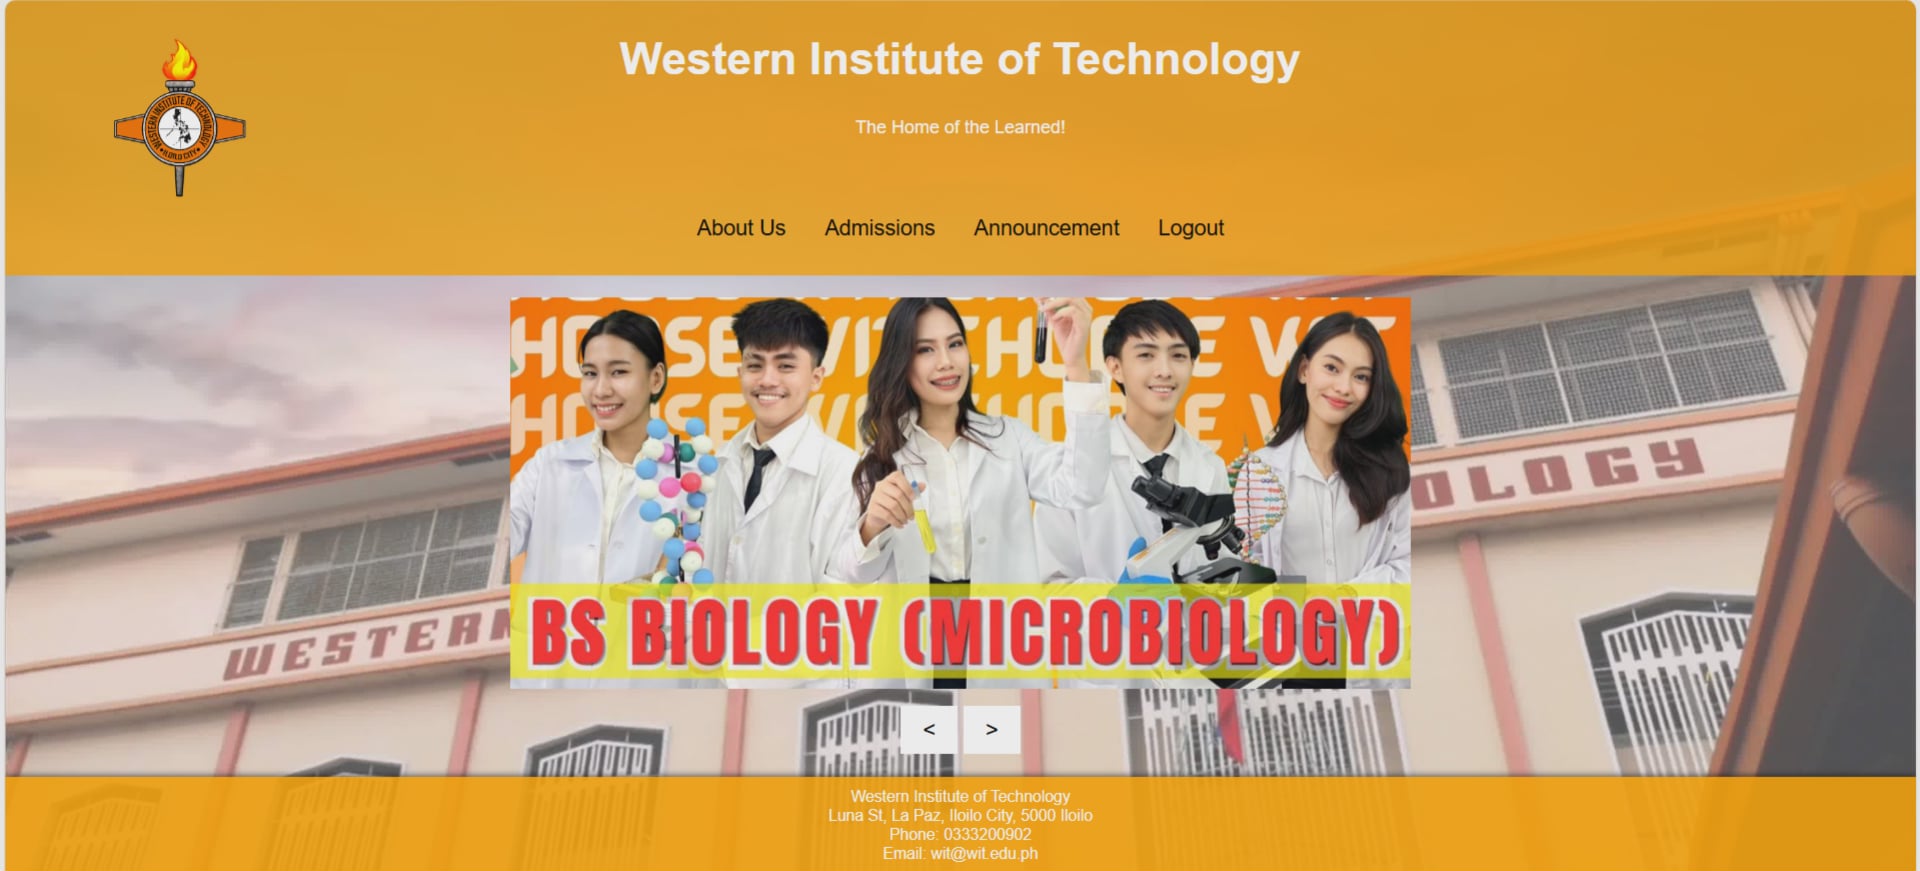 Western Institute of Technology
WESTERN INSTITUTE OF TECHNOLOGY
ILOILO CITY
The Home of the Learned!
About Us Admissions Announcement Logout
WESTERN
OLOGY
BS BIOLOGY (MICROBIOLOGY)
< >
Western Institute of Technology
Luna St, La Paz, Iloilo City, 5000 Iloilo
Phone: 0333200902
Email: wit@wit.edu.ph